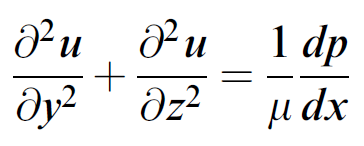 ∂²u/∂y² + ∂²u/∂z² = 1/μ dp/dx